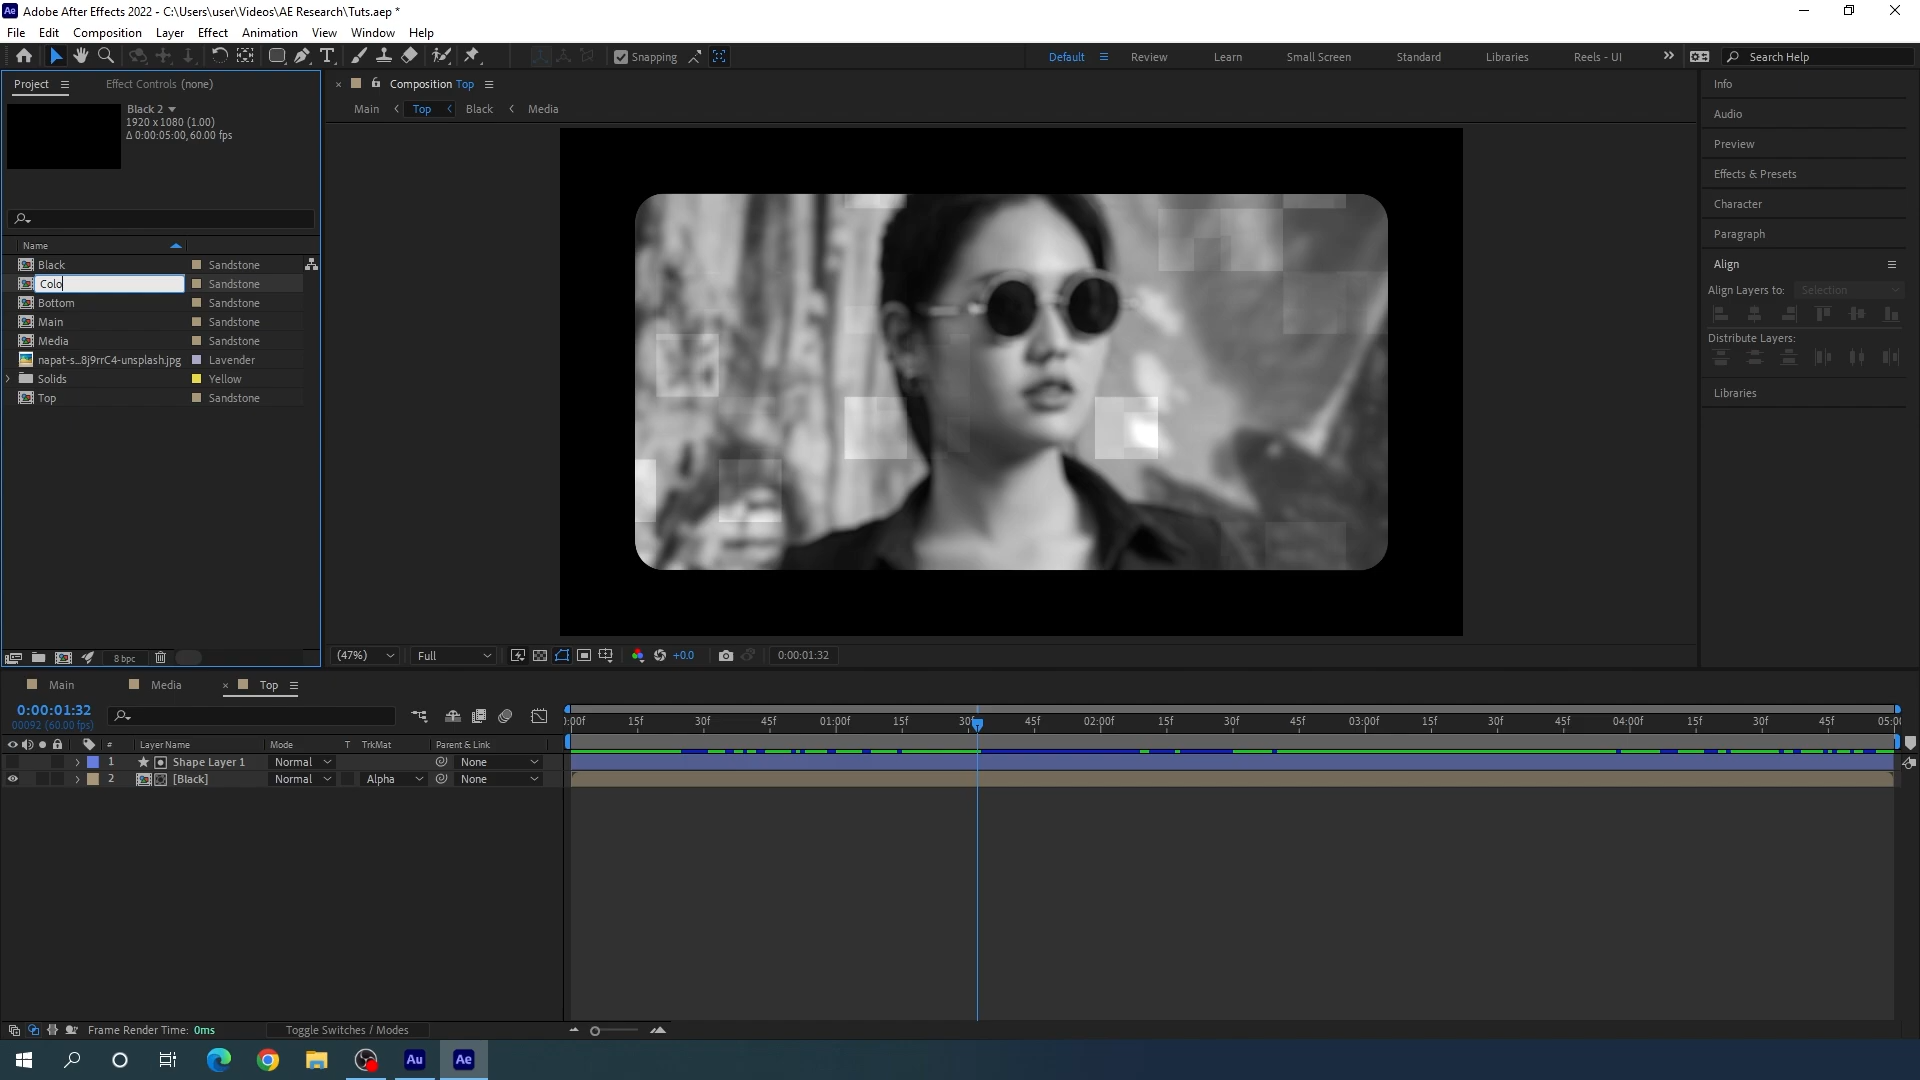 Adobe After Effects 2022 - C:\Users\user\Videos\AE Research\Tuts.aep *
File Edit Composition Layer Effect Animation View Window Help
Snapping Default Review Learn Small Screen Standard Libraries Reels - UI Search Help
Project Effect Controls (none)
Black 2
1920 x 1080 (1.00)
Δ 0:00:05:00, 60.00 fps
Name
Black Sandstone
Colo Sandstone
Bottom Sandstone
Main Sandstone
Media Sandstone
napat-s...8j9rrC4-unsplash.jpg Lavender
Solids Yellow
Top Sandstone
8 bpc
Composition Top
Main Top Black Media
(47%) Full +0.0 0:00:01:32
Info
Audio
Preview
Effects & Presets
Character
Paragraph
Align
Align Layers to: Selection
Distribute Layers:
Libraries
Main Media Top
0:00:01:32
00092 (60.00 fps)
:00f 15f 30f 45f 01:00f 15f 30f 45f 02:00f 15f 30f 45f 03:00f 15f 30f 45f 04:00f 15f 30f 45f 05:00
# Layer Name Mode T TrkMat Parent & Link
1 Shape Layer 1 Normal None
2 [Black] Normal Alpha None
Frame Render Time: 0ms Toggle Switches / Modes
Au Ae